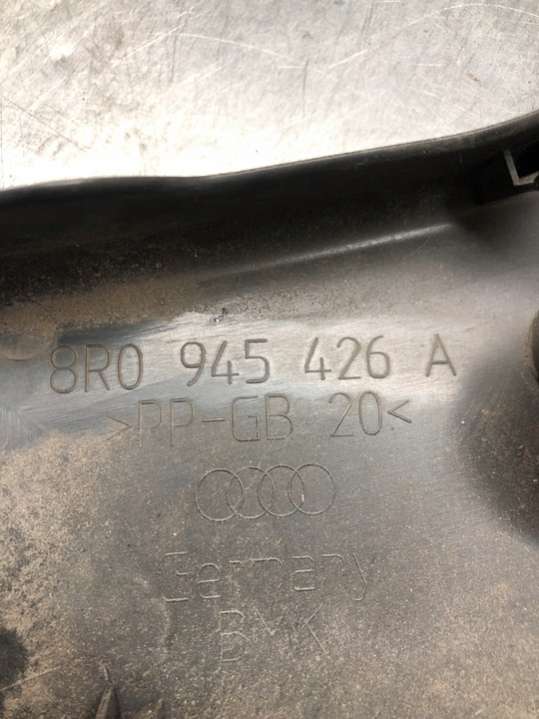 8R0 945 426 A
>PP-GB 20<
Germany
BMK